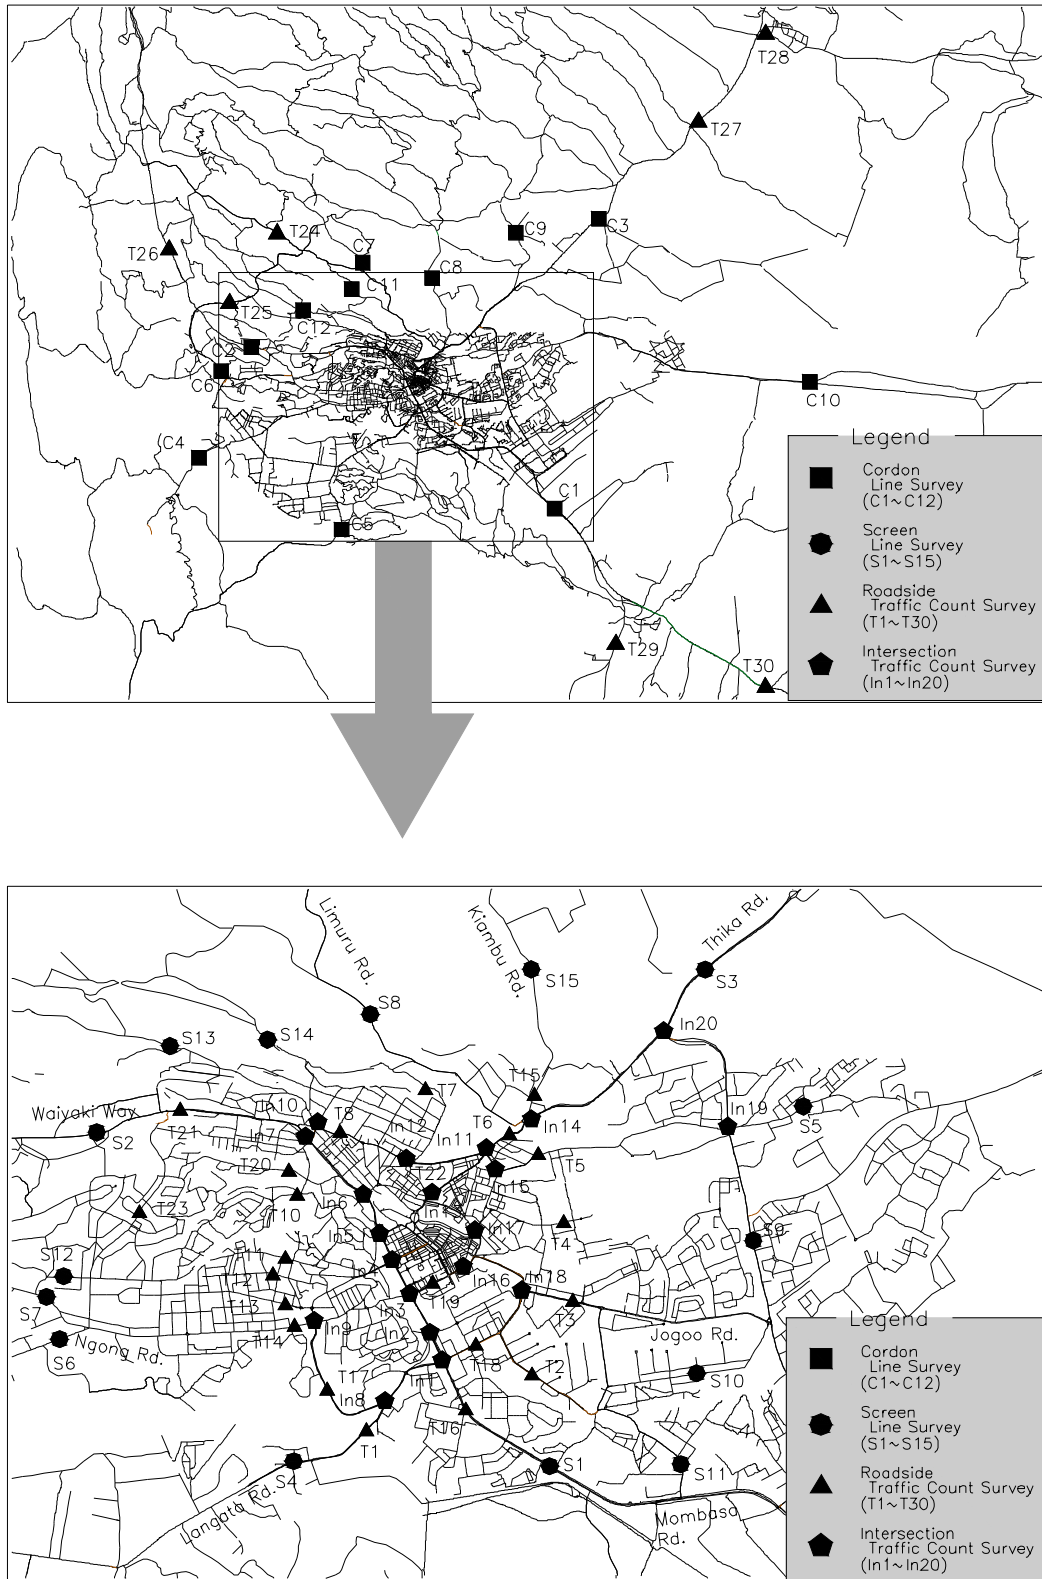 T28
T27
C9
C3
T24
C7
T26
C8
C11
T25
C12
C2
C6
C10
(C4
C1
C5
T29
T30
Legend
Cordon
Line Survey
(C1~C12)
Screen
Line Survey
(S1~S15)
Roadside
Traffic Count Survey
(T1~T30)
Intersection
Traffic Count Survey
(In1~In20)
Limuru Rd.
Kiambu Rd.
Thika Rd.
S15
S3
S8
In20
S13
S14
T15
T7
Waiyaki Way
In10
T8
In12
T6
In14
In19
S5
S2
T21
In7
In11
T5
T20
22
In15
T23
T10
In6
In1
T4
In5
In17
S9
S12
T11
T12
In4
In16
In18
S7
T13
In3
T19
T3
T14
In9
In2
Jogoo Rd.
S6
Ngong Rd.
T18
T2
S10
T17
In1
In8
T16
T1
S4
S1
S11
Langata Rd.
Mombasa
Rd.
Legend
Cordon
Line Survey
(C1~C12)
Screen
Line Survey
(S1~S15)
Roadside
Traffic Count Survey
(T1~T30)
Intersection
Traffic Count Survey
(In1~In20)